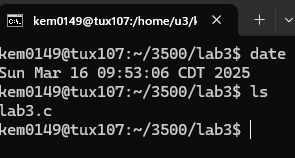 kem0149@tux107:/home/u3/k
kem0149@tux107:~/3500/lab3$ date
Sun Mar 16 09:53:06 CDT 2025
kem0149@tux107:~/3500/lab3$ ls
lab3.c
kem0149@tux107:~/3500/lab3$